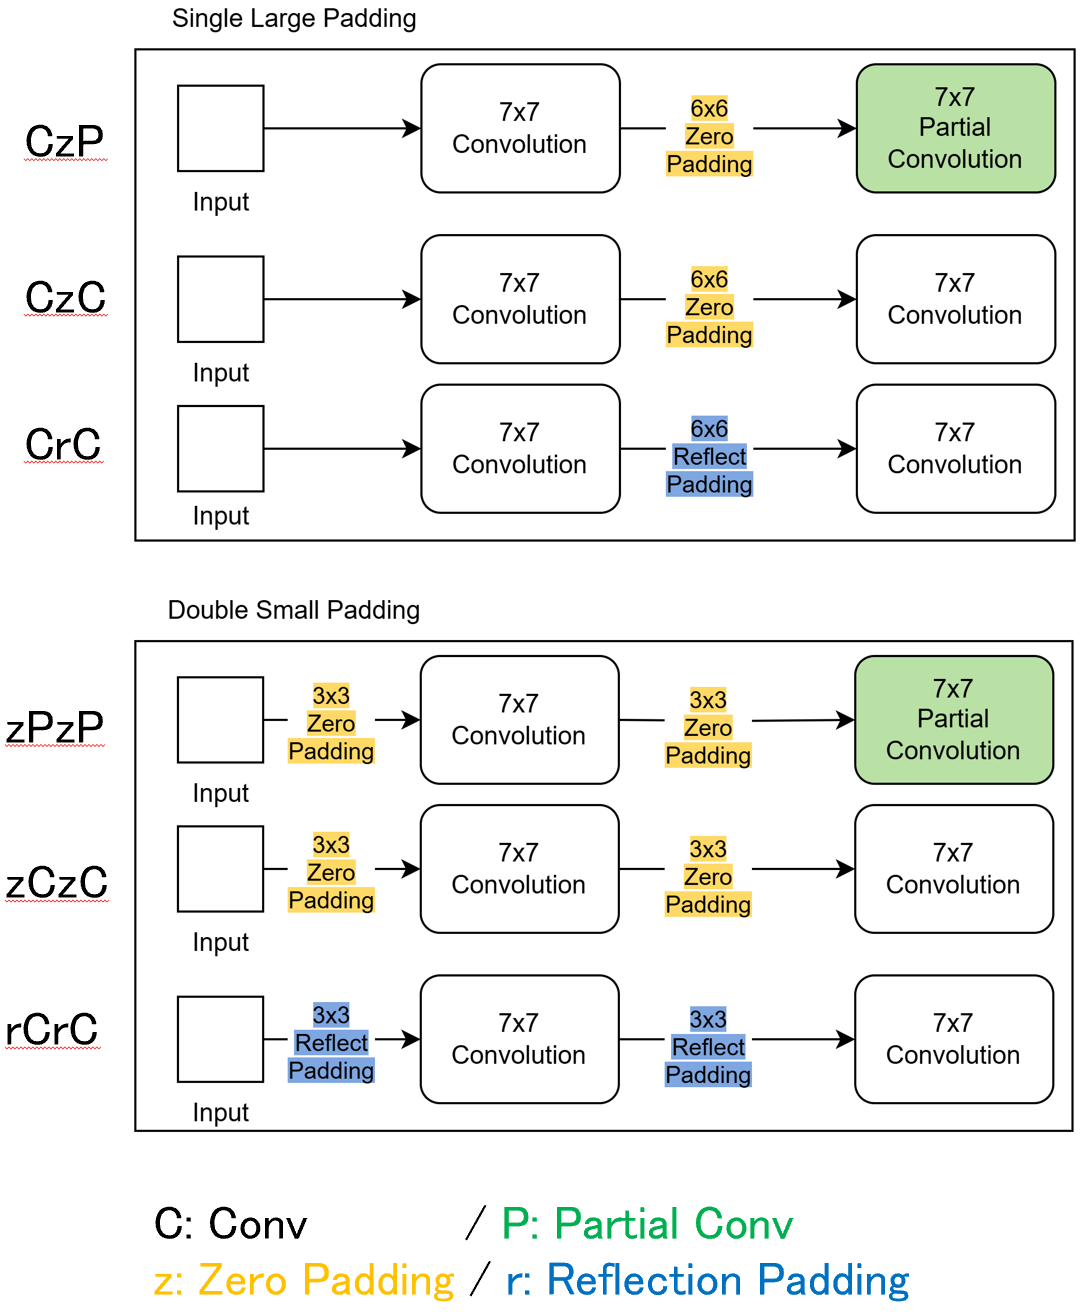 Single Large Padding
CzP
Input
7x7
Convolution
6x6
Zero
Padding
7x7
Partial
Convolution
CzC
Input
7x7
Convolution
6x6
Zero
Padding
7x7
Convolution
CrC
Input
7x7
Convolution
6x6
Reflect
Padding
7x7
Convolution
Double Small Padding
zPzP
Input
3x3
Zero
Padding
7x7
Convolution
3x3
Zero
Padding
7x7
Partial
Convolution
zCzC
Input
3x3
Zero
Padding
7x7
Convolution
3x3
Zero
Padding
7x7
Convolution
rCrC
Input
3x3
Reflect
Padding
7x7
Convolution
3x3
Reflect
Padding
7x7
Convolution
C: Conv / P: Partial Conv
z: Zero Padding / r: Reflection Padding